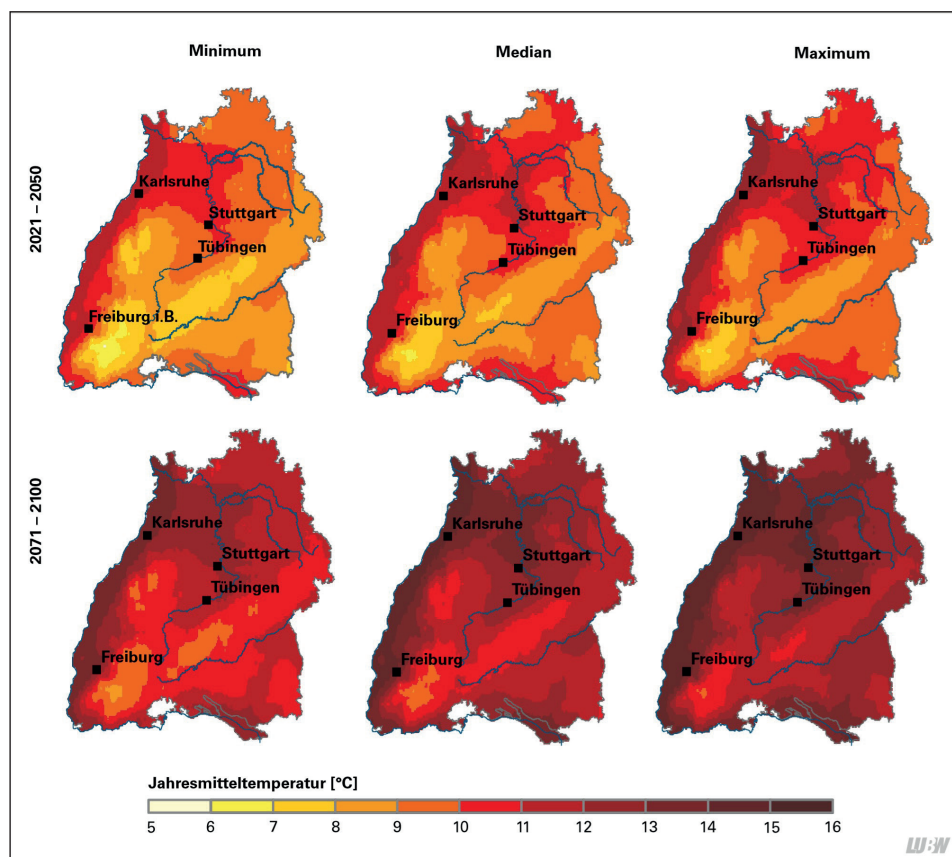 Minimum Median Maximum
2021 – 2050
Karlsruhe
Stuttgart
Tübingen
Freiburg i.B.
Karlsruhe
Stuttgart
Tübingen
Freiburg
Karlsruhe
Stuttgart
Tübingen
Freiburg
2071 – 2100
Karlsruhe
Stuttgart
Tübingen
Freiburg
Karlsruhe
Stuttgart
Tübingen
Freiburg
Karlsruhe
Stuttgart
Tübingen
Freiburg
Jahresmitteltemperatur [°C]
5 6 7 8 9 10 11 12 13 14 15 16
LUBW